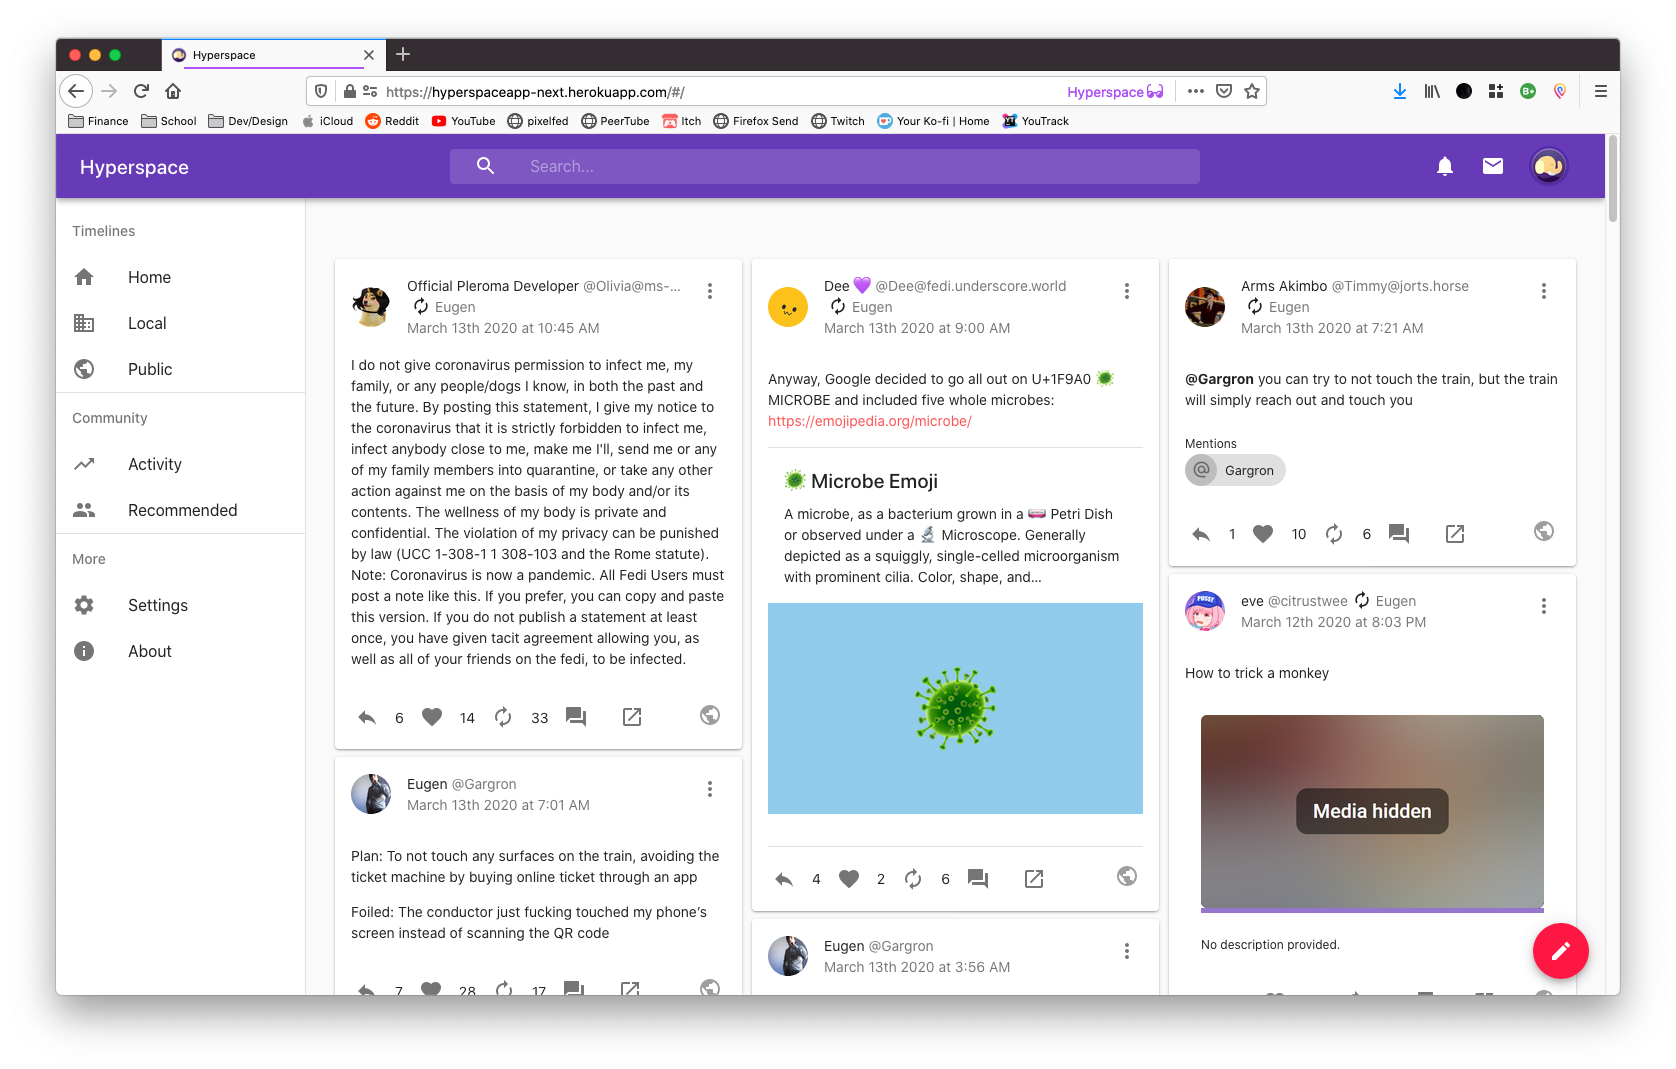 Hyperspace
https://hyperspaceapp-next.herokuapp.com/#/
Hyperspace
Finance School Dev/Design iCloud Reddit YouTube pixelfed PeerTube Itch Firefox Send Twitch Your Ko-fi | Home YouTrack
Hyperspace
Search...
Timelines
Home
Local
Public
Community
Activity
Recommended
More
Settings
About
Official Pleroma Developer @Olivia@ms-...
Eugen
March 13th 2020 at 10:45 AM
I do not give coronavirus permission to infect me, my
family, or any people/dogs I know, in both the past and
the future. By posting this statement, I give my notice to
the coronavirus that it is strictly forbidden to infect me,
infect anybody close to me, make me I'll, send me or any
of my family members into quarantine, or take any other
action against me on the basis of my body and/or its
contents. The wellness of my body is private and
confidential. The violation of my privacy can be punished
by law (UCC 1-308-1 1 308-103 and the Rome statute).
Note: Coronavirus is now a pandemic. All Fedi Users must
post a note like this. If you prefer, you can copy and paste
this version. If you do not publish a statement at least
once, you have given tacit agreement allowing you, as
well as all of your friends on the fedi, to be infected.
6 14 33
Eugen @Gargron
March 13th 2020 at 7:01 AM
Plan: To not touch any surfaces on the train, avoiding the
ticket machine by buying online ticket through an app
Foiled: The conductor just fucking touched my phone's
screen instead of scanning the QR code
7 28 17
Dee 💜 @Dee@fedi.underscore.world
Eugen
March 13th 2020 at 9:00 AM
Anyway, Google decided to go all out on U+1F9A0 🦠
MICROBE and included five whole microbes:
https://emojipedia.org/microbe/
🦠 Microbe Emoji
A microbe, as a bacterium grown in a 🧫 Petri Dish
or observed under a 🔬 Microscope. Generally
depicted as a squiggly, single-celled microorganism
with prominent cilia. Color, shape, and...
4 2 6
Eugen @Gargron
March 13th 2020 at 3:56 AM
Arms Akimbo @Timmy@jorts.horse
Eugen
March 13th 2020 at 7:21 AM
@Gargron you can try to not touch the train, but the train
will simply reach out and touch you
Mentions
@ Gargron
1 10 6
PUSSY
eve @citrustwee Eugen
March 12th 2020 at 8:03 PM
How to trick a monkey
Media hidden
No description provided.